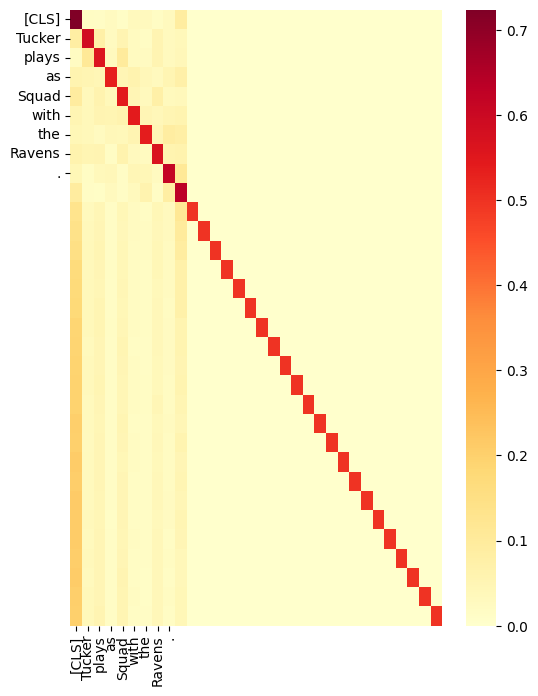 [CLS]
Tucker
plays
as
Squad
with
the
Ravens
.
0.7
0.6
0.5
0.4
0.3
0.2
0.1
0.0
[CLS]
Tucker
plays
as
Squad
with
the
Ravens
.